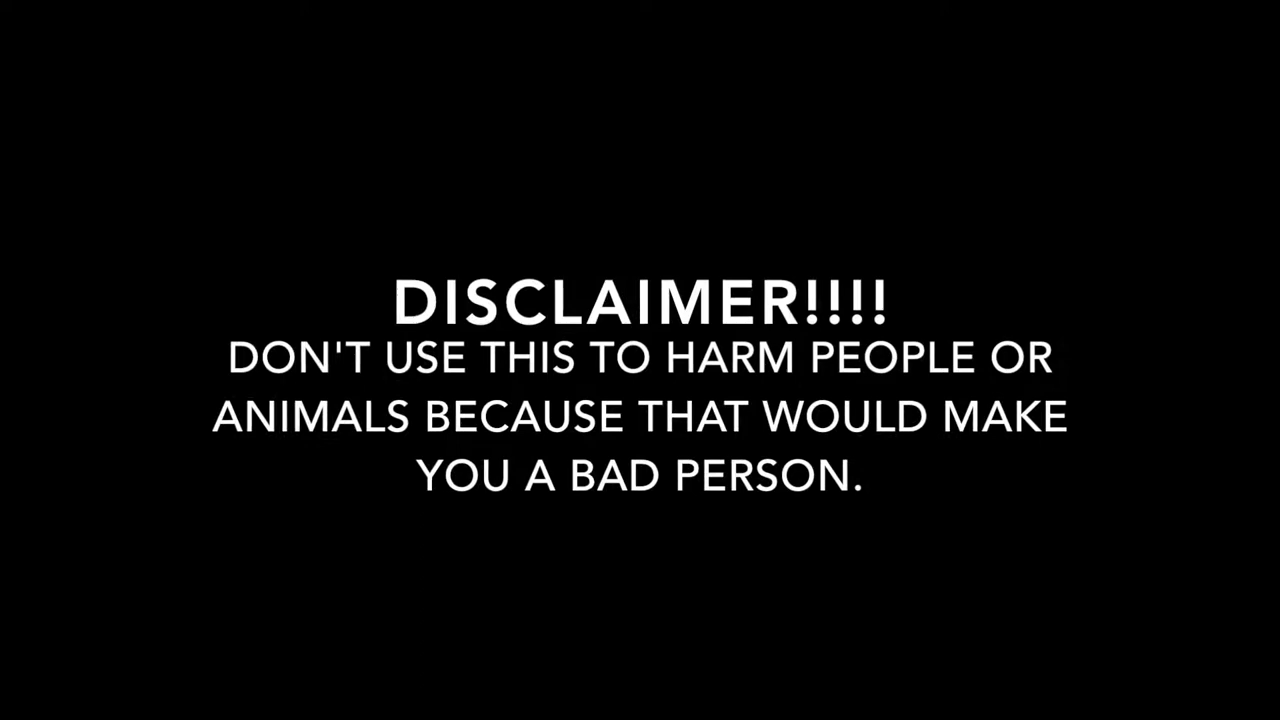 DISCLAIMER!!!!
DON'T USE THIS TO HARM PEOPLE OR
ANIMALS BECAUSE THAT WOULD MAKE
YOU A BAD PERSON.